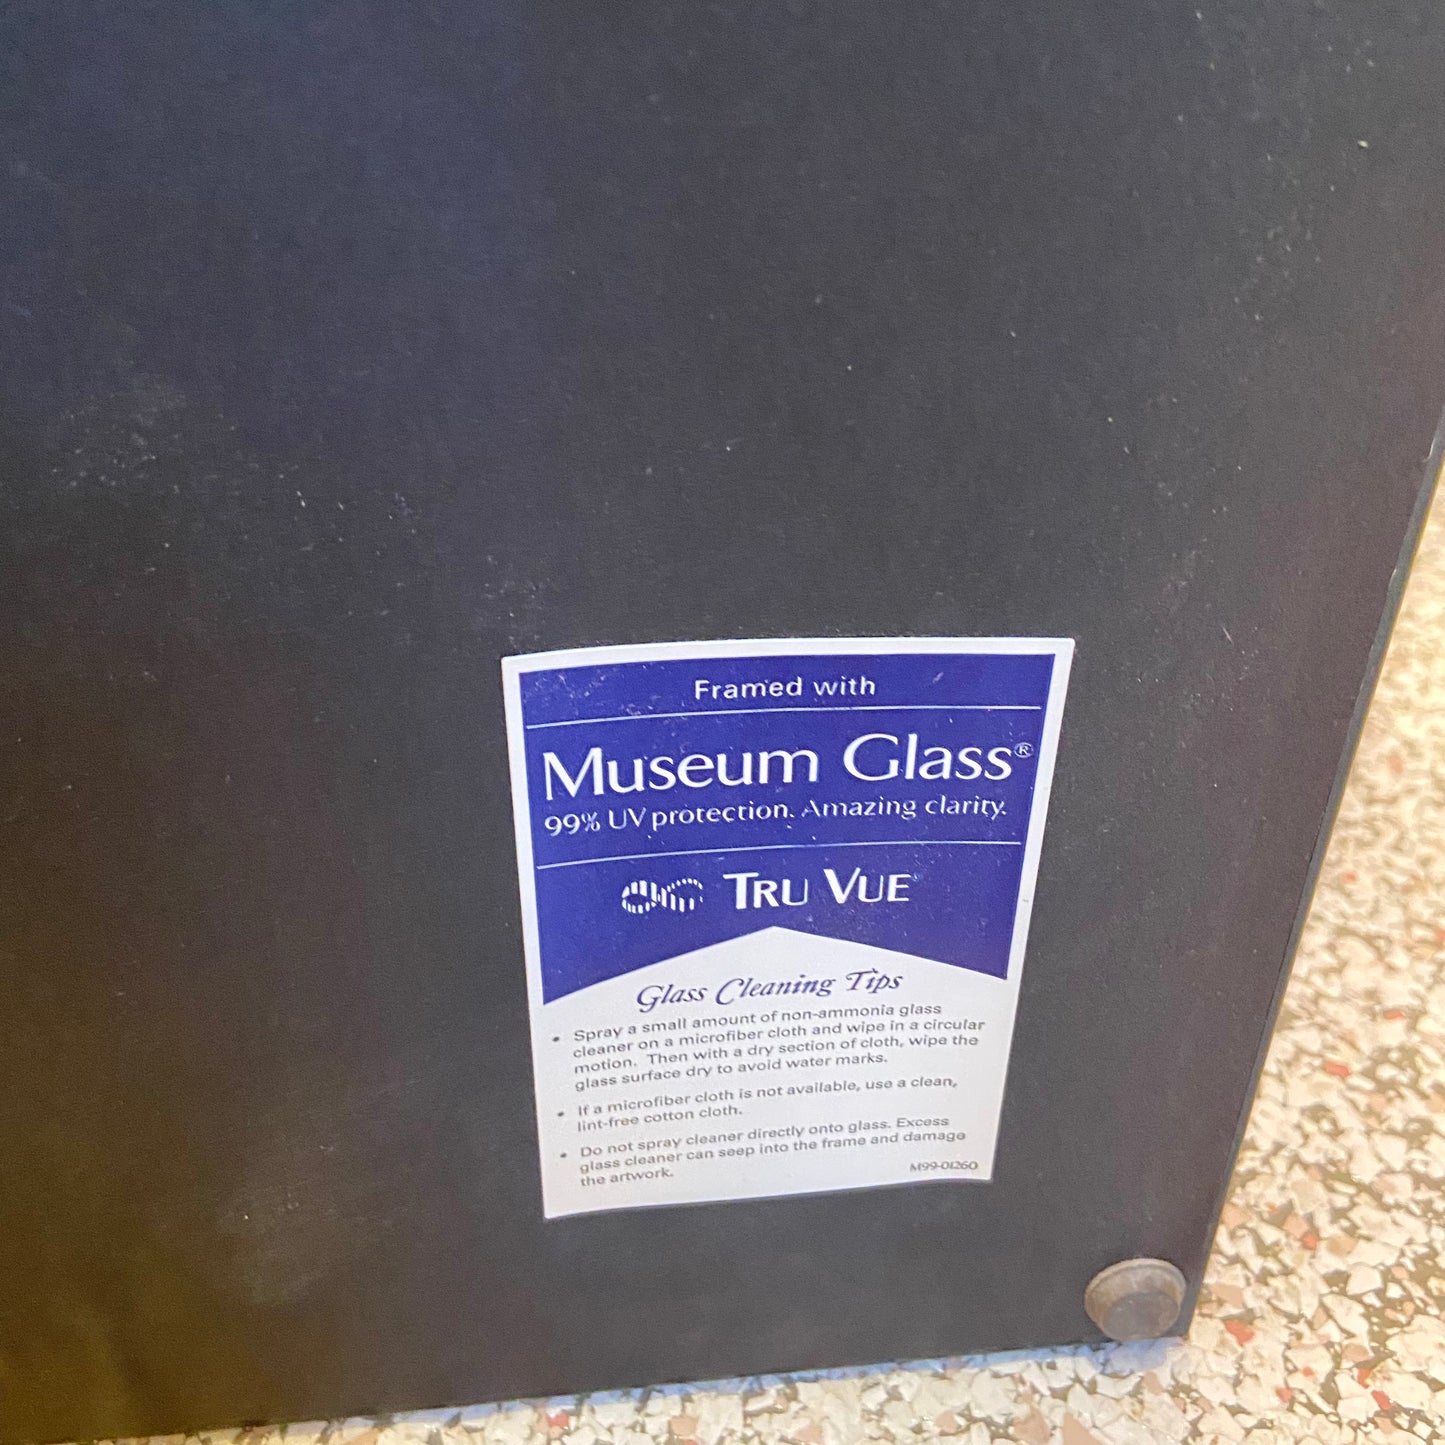 Framed with
Museum Glass®
99% UV protection. Amazing clarity.
TRU VUE
Glass Cleaning Tips
• Spray a small amount of non-ammonia glass
cleaner on a microfiber cloth and wipe in a circular
motion. Then with a dry section of cloth, wipe the
glass surface dry to avoid water marks.
• If a microfiber cloth is not available, use a clean,
lint-free cotton cloth.
• Do not spray cleaner directly onto glass. Excess
glass cleaner can seep into the frame and damage
the artwork.
M99-01260